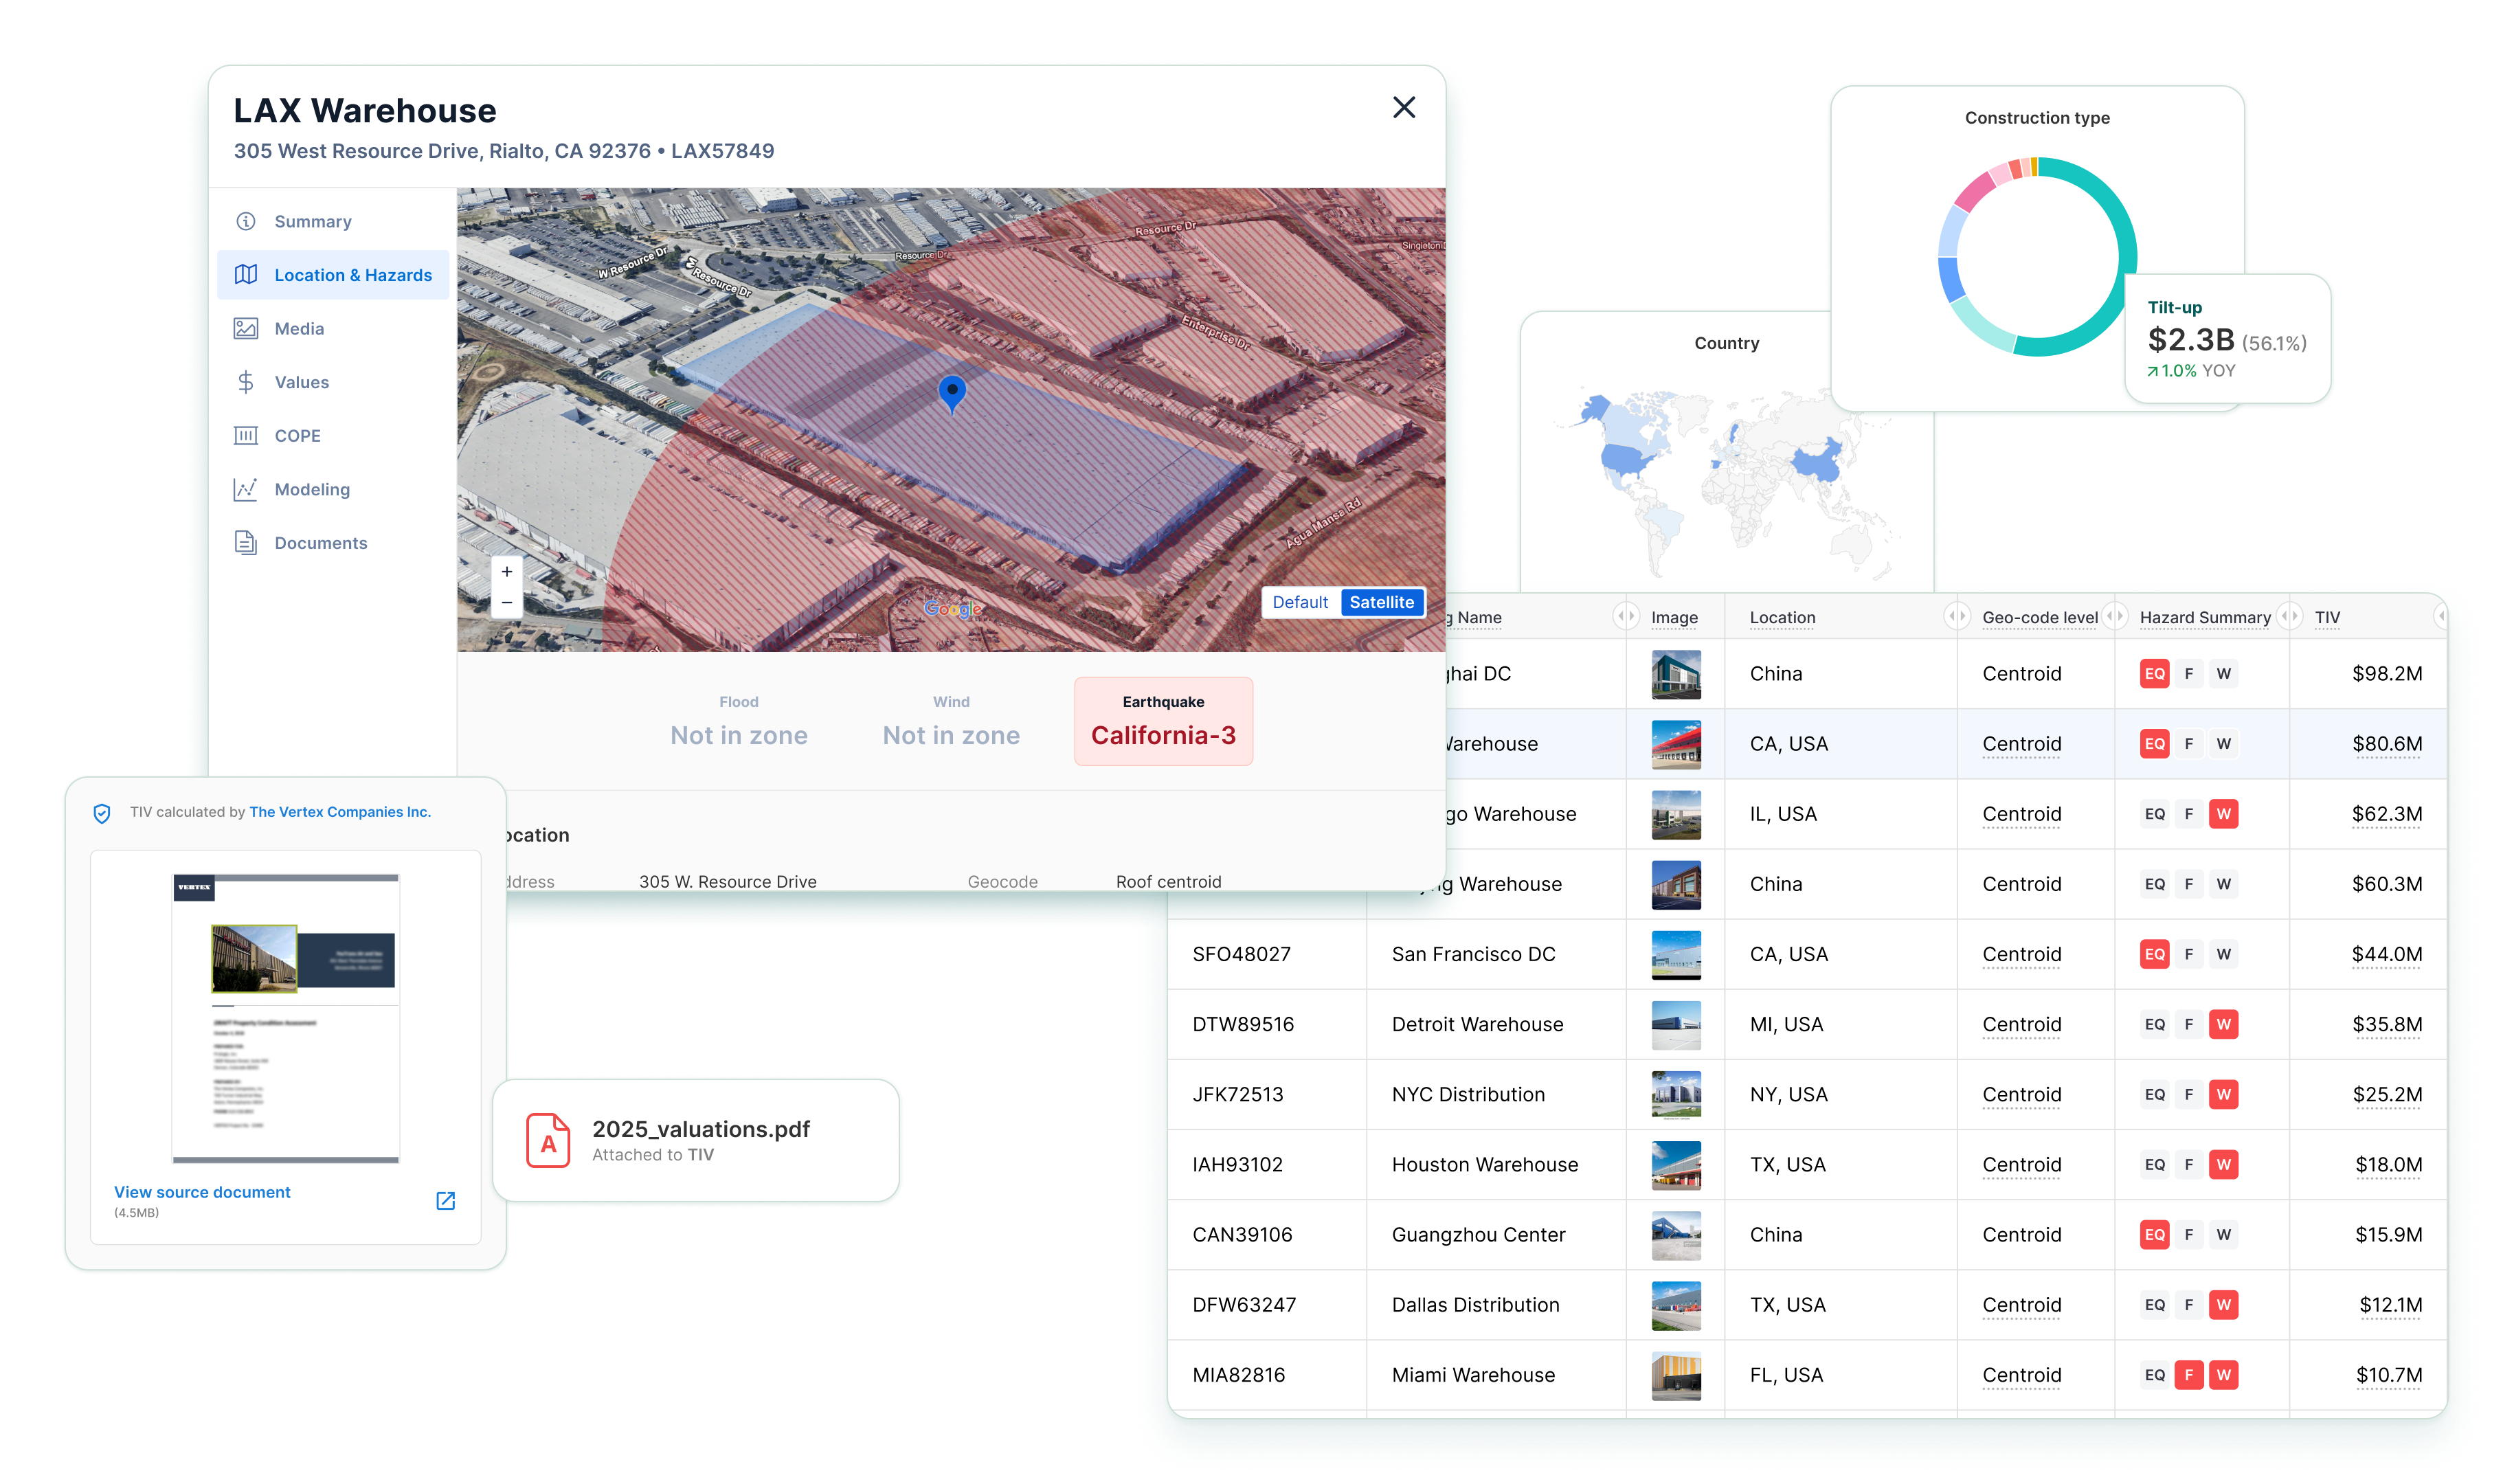 LAX Warehouse
305 West Resource Drive, Rialto, CA 92376 • LAX57849
Summary
Location & Hazards
Media
Values
COPE
Modeling
Documents
W Resource Dr
W Resource Dr
Resource Dr
Resource Dr
Enterprise Dr
Agua Mansa Rd
Google
+
−
Default
Satellite
Flood
Not in zone
Wind
Not in zone
Earthquake
California-3
ocation
ddress
305 W. Resource Drive
Geocode
Roof centroid
TIV calculated by The Vertex Companies Inc.
VERTEX
View source document
(4.5MB)
A
2025_valuations.pdf
Attached to TIV
Construction type
Tilt-up
$2.3B (56.1%)
1.0% YOY
Country
Name Image Location Geo-code level Hazard Summary TIV
hai DC China Centroid EQ F W $98.2M
Warehouse CA, USA Centroid EQ F W $80.6M
go Warehouse IL, USA Centroid EQ F W $62.3M
ng Warehouse China Centroid EQ F W $60.3M
SFO48027 San Francisco DC CA, USA Centroid EQ F W $44.0M
DTW89516 Detroit Warehouse MI, USA Centroid EQ F W $35.8M
JFK72513 NYC Distribution NY, USA Centroid EQ F W $25.2M
IAH93102 Houston Warehouse TX, USA Centroid EQ F W $18.0M
CAN39106 Guangzhou Center China Centroid EQ F W $15.9M
DFW63247 Dallas Distribution TX, USA Centroid EQ F W $12.1M
MIA82816 Miami Warehouse FL, USA Centroid EQ F W $10.7M